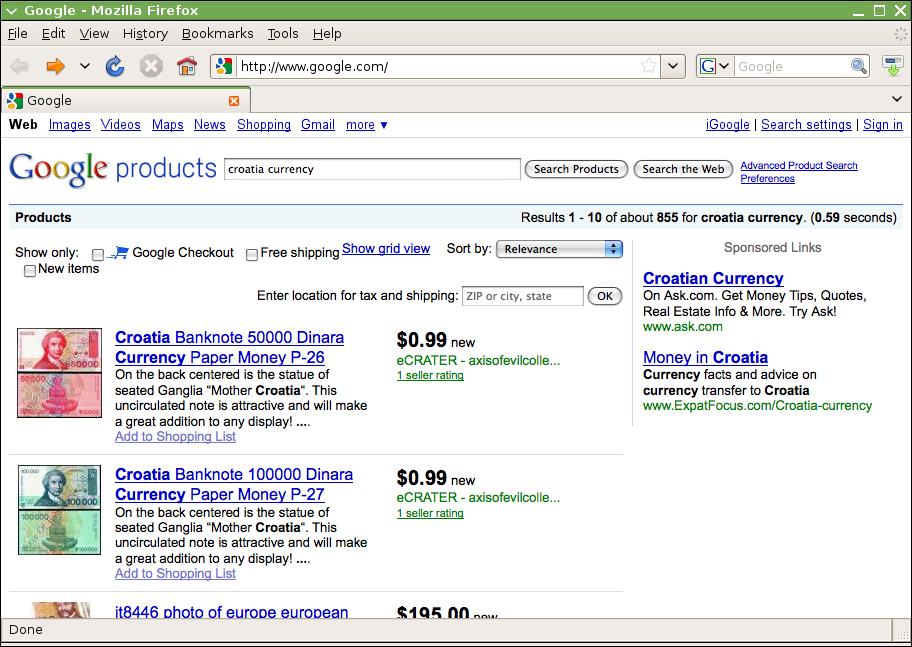 Google - Mozilla Firefox
File Edit View History Bookmarks Tools Help
http://www.google.com/ G Google
Google
Web Images Videos Maps News Shopping Gmail more ▼ iGoogle | Search settings | Sign in
Google products croatia currency Search Products Search the Web Advanced Product Search
Preferences
Products Results 1 - 10 of about 855 for croatia currency. (0.59 seconds)
Show only: Google Checkout Free shipping Show grid view Sort by: Relevance
New items
Enter location for tax and shipping: ZIP or city, state OK
Croatia Banknote 50000 Dinara
Currency Paper Money P-26
On the back centered is the statue of
seated Ganglia “Mother Croatia“. This
uncirculated note is attractive and will make
a great addition to any display! ....
Add to Shopping List
$0.99 new
eCRATER - axisofevilcolle...
1 seller rating
50000
50000
Croatia Banknote 100000 Dinara
Currency Paper Money P-27
On the back centered is the statue of
seated Ganglia “Mother Croatia“. This
uncirculated note is attractive and will make
a great addition to any display! ....
Add to Shopping List
$0.99 new
eCRATER - axisofevilcolle...
1 seller rating
100000
100000
it8446 photo of europe european
$195.00 new
Sponsored Links
Croatian Currency
On Ask.com. Get Money Tips, Quotes,
Real Estate Info & More. Try Ask!
www.ask.com
Money in Croatia
Currency facts and advice on
currency transfer to Croatia
www.ExpatFocus.com/Croatia-currency
Done